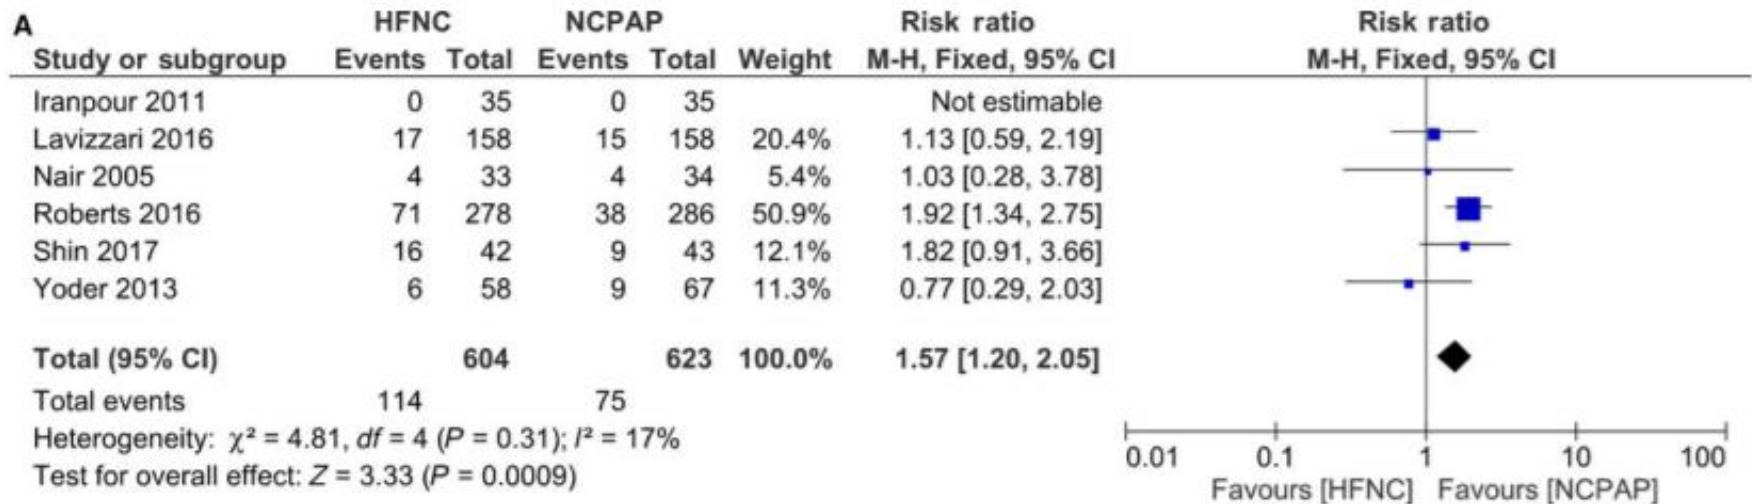 A HFNC NCPAP Risk ratio Risk ratio
Study or subgroup Events Total Events Total Weight M-H, Fixed, 95% CI M-H, Fixed, 95% CI
Iranpour 2011 0 35 0 35 Not estimable
Lavizzari 2016 17 158 15 158 20.4% 1.13 [0.59, 2.19]
Nair 2005 4 33 4 34 5.4% 1.03 [0.28, 3.78]
Roberts 2016 71 278 38 286 50.9% 1.92 [1.34, 2.75]
Shin 2017 16 42 9 43 12.1% 1.82 [0.91, 3.66]
Yoder 2013 6 58 9 67 11.3% 0.77 [0.29, 2.03]
Total (95% CI) 604 623 100.0% 1.57 [1.20, 2.05]
Total events 114 75
Heterogeneity: χ² = 4.81, df = 4 (P = 0.31); I² = 17%
Test for overall effect: Z = 3.33 (P = 0.0009)
0.01 0.1 1 10 100
Favours [HFNC] Favours [NCPAP]